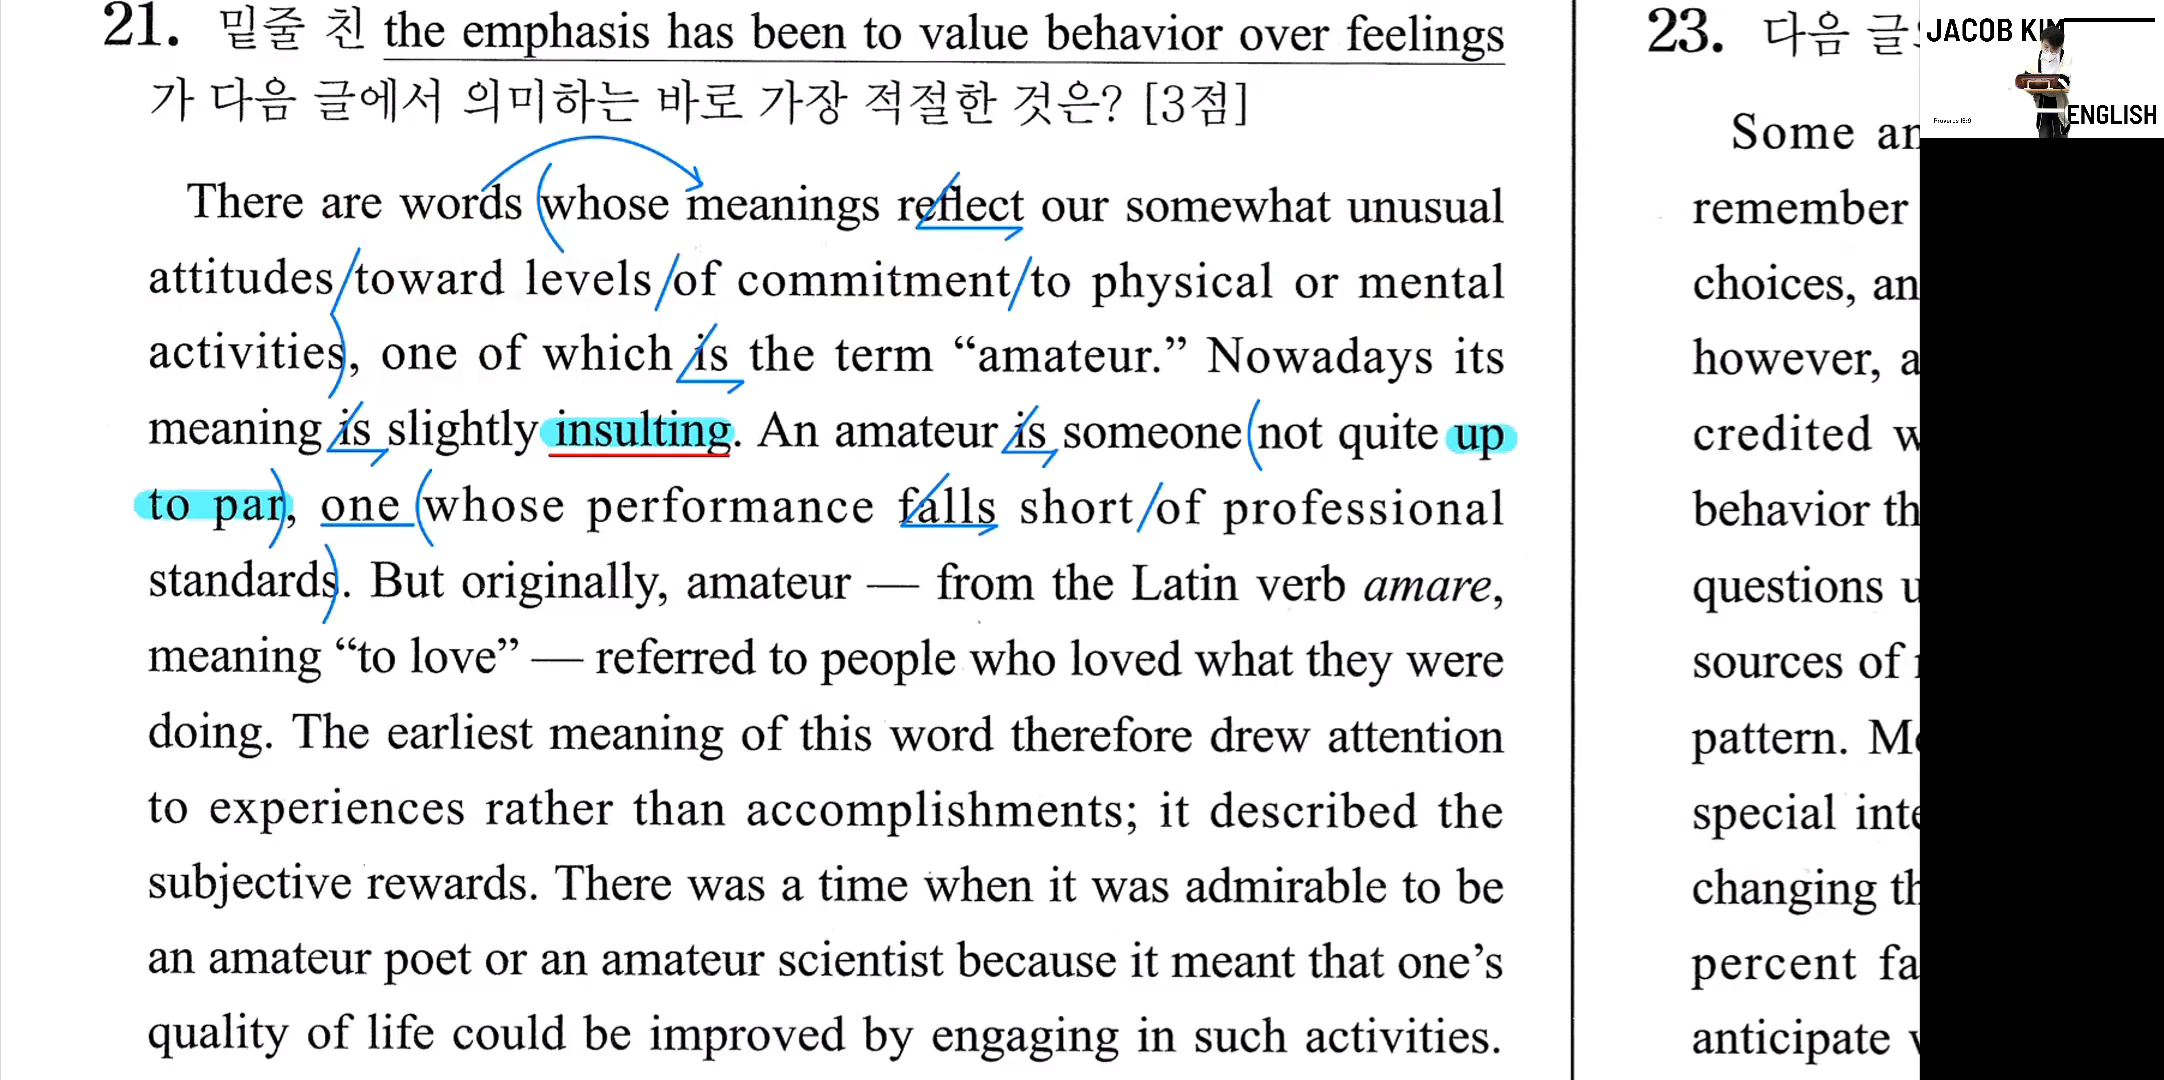 21. 밑줄 친 the emphasis has been to value behavior over feelings
가 다음 글에서 의미하는 바로 가장 적절한 것은? [3점]
There are words whose meanings reflect our somewhat unusual
attitudes toward levels of commitment to physical or mental
activities, one of which is the term “amateur.” Nowadays its
meaning is slightly insulting. An amateur is someone not quite up
to par, one whose performance falls short of professional
standards. But originally, amateur — from the Latin verb amare,
meaning “to love” — referred to people who loved what they were
doing. The earliest meaning of this word therefore drew attention
to experiences rather than accomplishments; it described the
subjective rewards. There was a time when it was admirable to be
an amateur poet or an amateur scientist because it meant that one’s
quality of life could be improved by engaging in such activities.
23. 다음 글
Some an
remember
choices, an
however, a
credited w
behavior th
questions u
sources of
pattern. Mo
special inte
changing th
percent fa
anticipate
JACOB KIM
ENGLISH